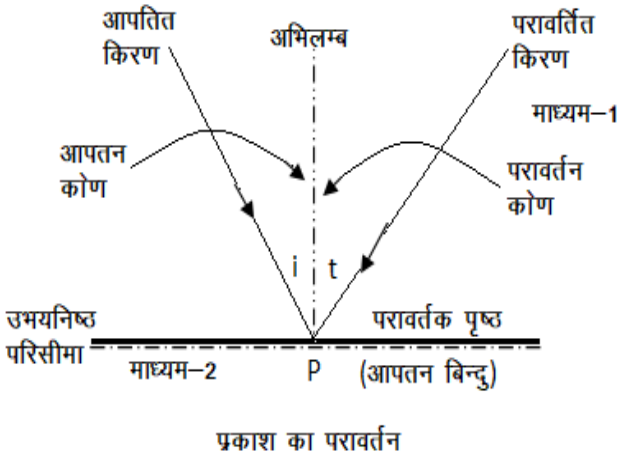 आपतित
किरण
अभिलम्ब
परावर्तित
किरण
माध्यम-1
आपतन
कोण
परावर्तन
कोण
i
t
उभयनिष्ठ
परिसीमा
परावर्तक पृष्ठ
माध्यम-2
P
(आपतन बिन्दु)
प्रकाश का परावर्तन